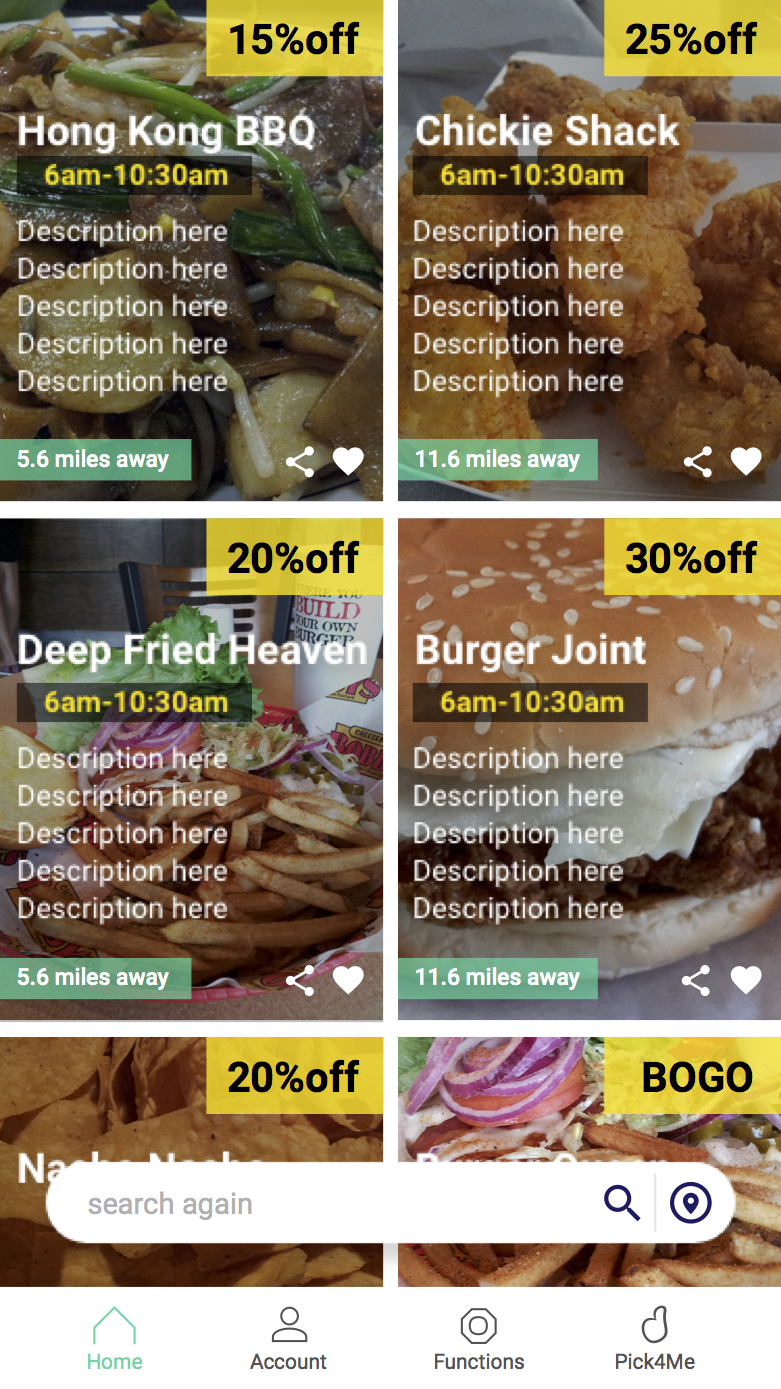 15%off
Hong Kong BBQ
6am-10:30am
Description here
Description here
Description here
Description here
Description here
5.6 miles away
25%off
Chickie Shack
6am-10:30am
Description here
Description here
Description here
Description here
Description here
11.6 miles away
20%off
BUILD
YOUR OWN
BURGER
Deep Fried Heaven
6am-10:30am
Description here
Description here
Description here
Description here
Description here
5.6 miles away
30%off
Burger Joint
6am-10:30am
Description here
Description here
Description here
Description here
Description here
11.6 miles away
20%off
BOGO
search again
Home
Account
Functions
Pick4Me